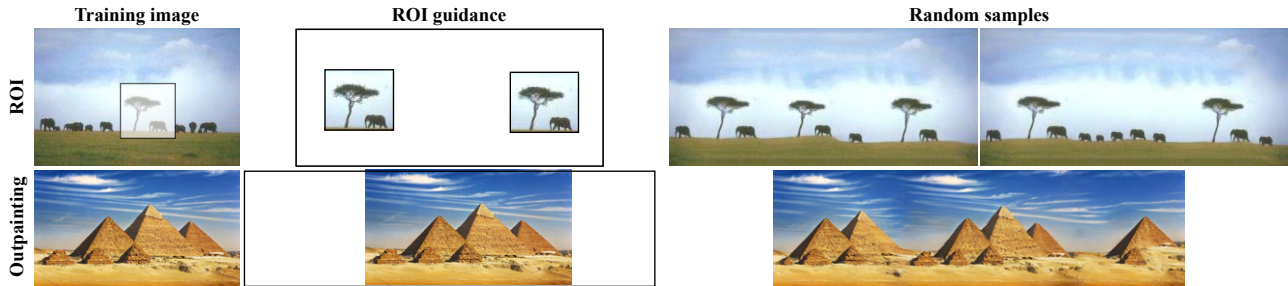 Training image
ROI guidance
Random samples
ROI
Outpainting